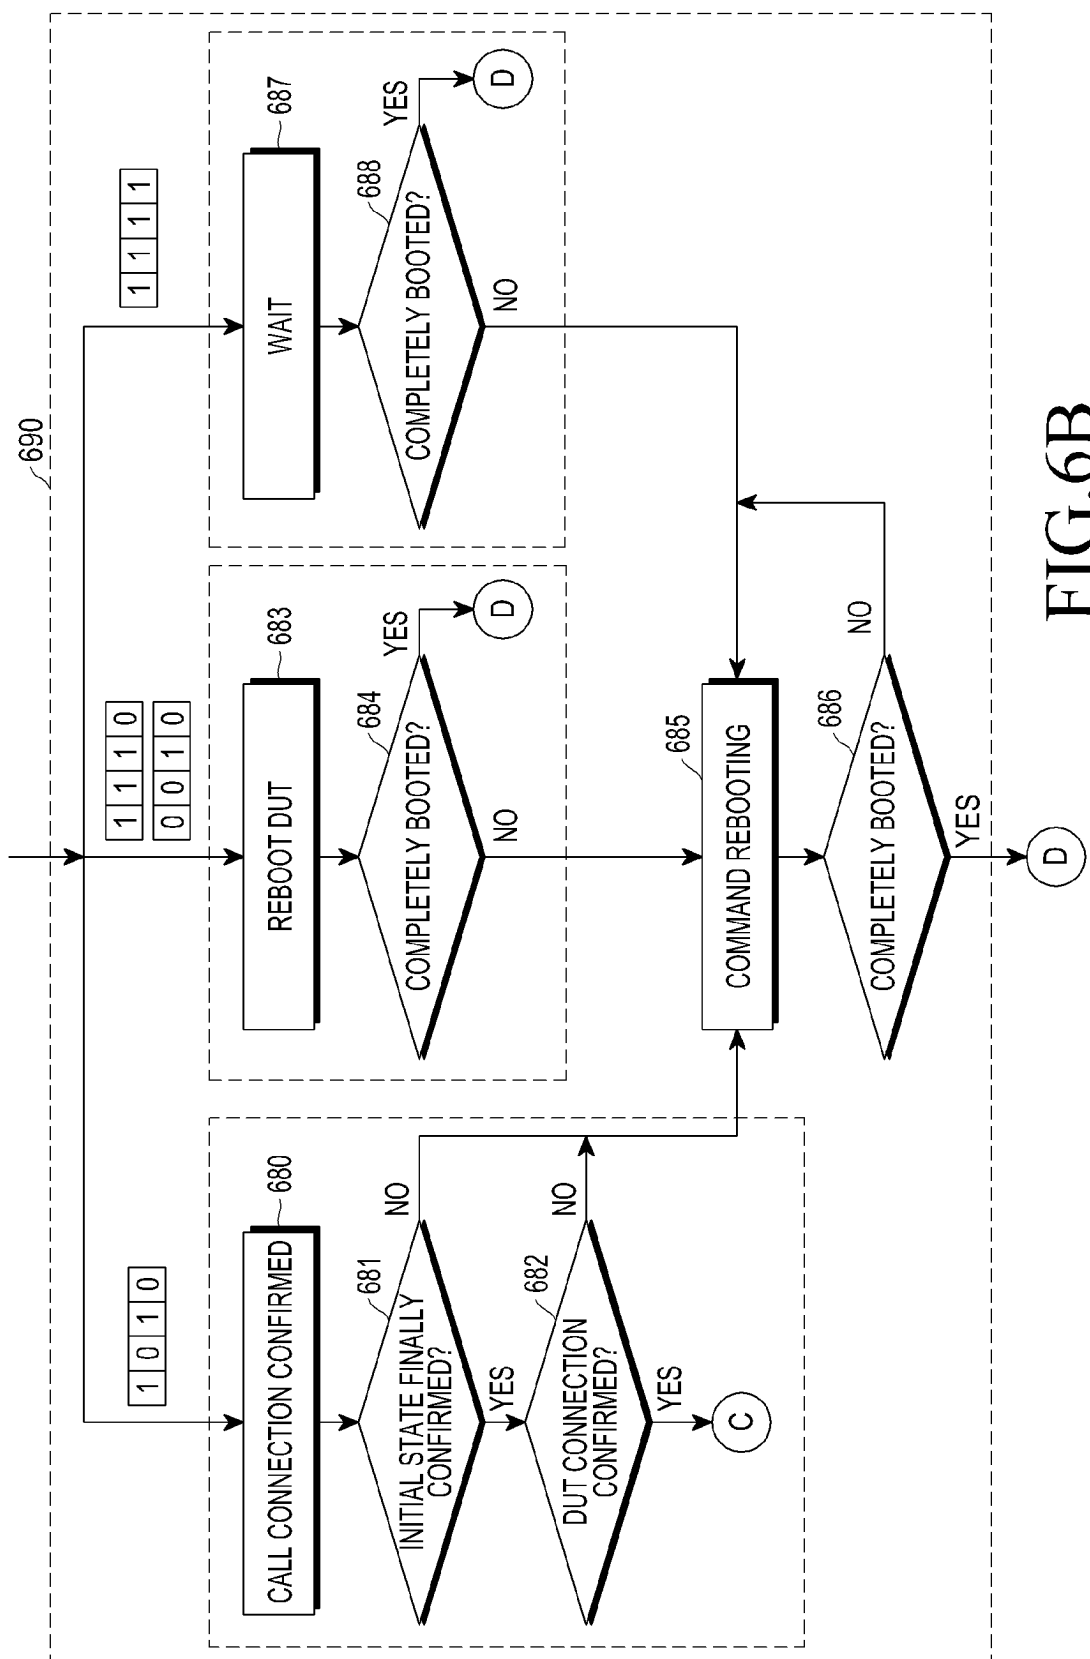 690
1 0 1 0
1 1 1 0
0 0 1 0
1 1 1 1
CALL CONNECTION CONFIRMED
680
INITIAL STATE FINALLY
CONFIRMED?
681
NO
YES
DUT CONNECTION
CONFIRMED?
682
NO
YES
C
REBOOT DUT
683
COMPLETELY BOOTED?
684
YES
D
NO
WAIT
687
COMPLETELY BOOTED?
688
YES
D
NO
COMMAND REBOOTING
685
COMPLETELY BOOTED?
686
NO
YES
D
FIG.6B